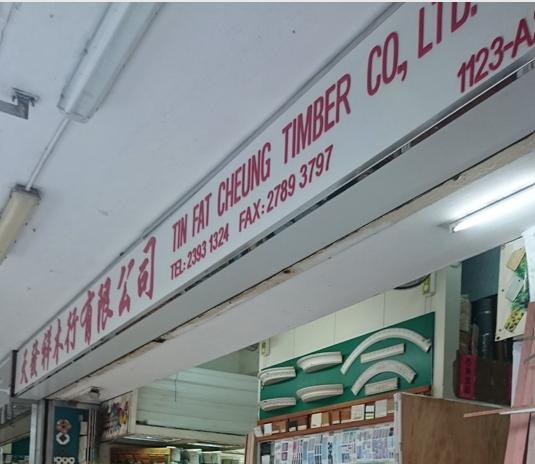 天發祥木行有限公司
TIN FAT CHEUNG TIMBER CO., LTD.
TEL: 2393 1324 FAX: 2789 3797
1123-A